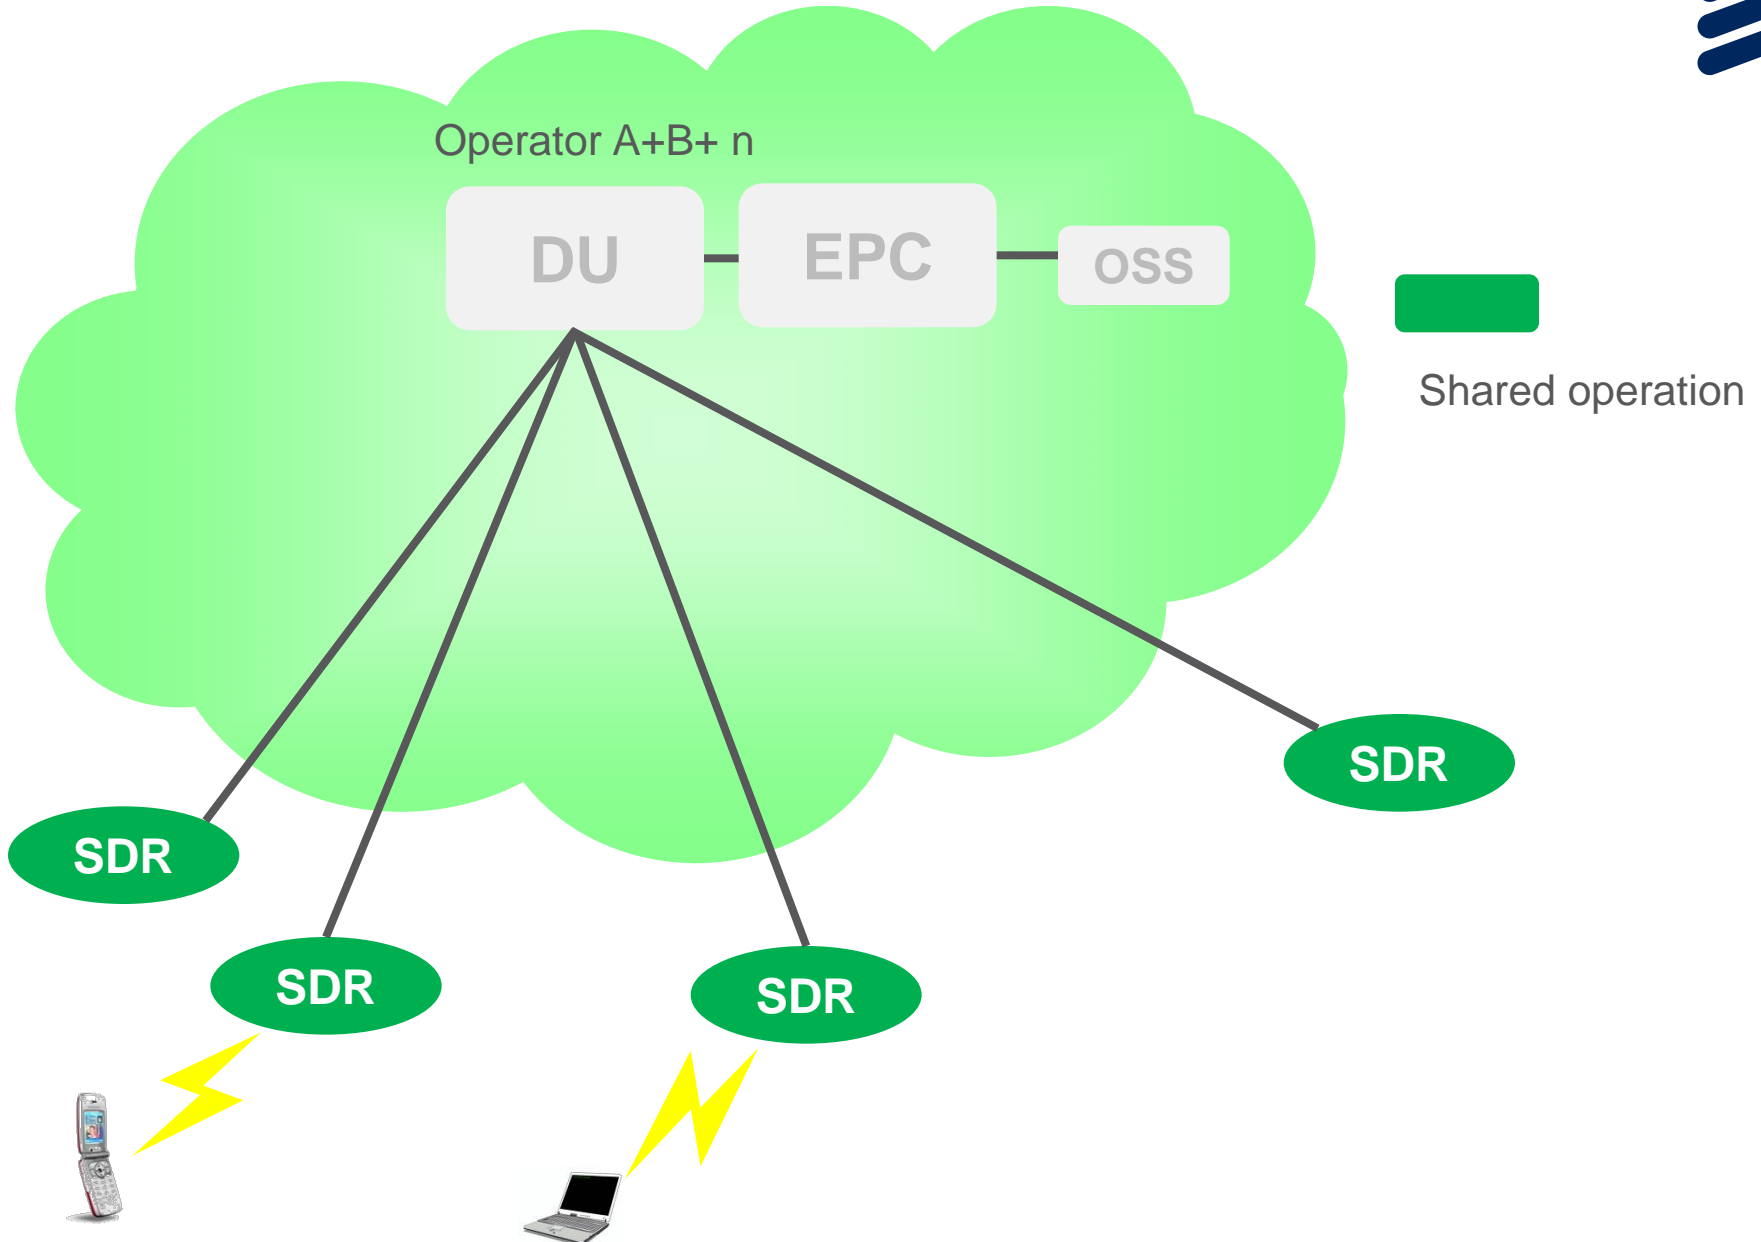 Operator A+B+ n
DU
EPC
OSS
Shared operation
SDR
SDR
SDR
SDR